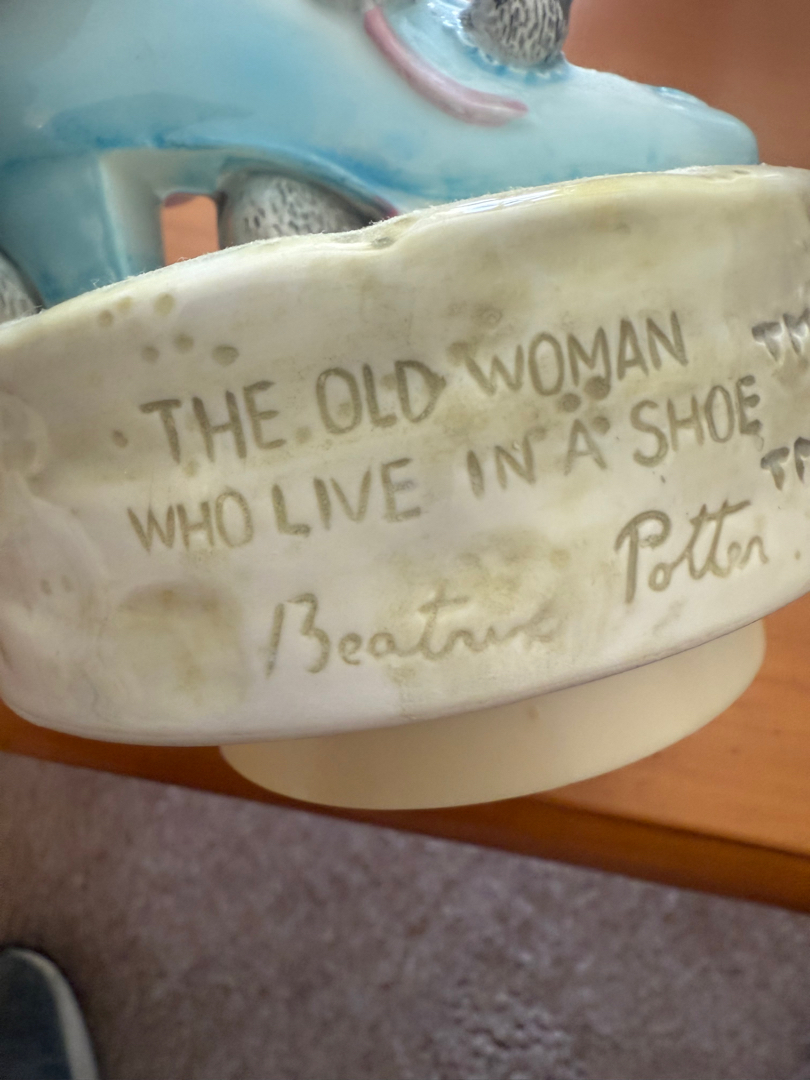 THE OLD WOMAN
WHO LIVE IN A SHOE
Beatrix Potter